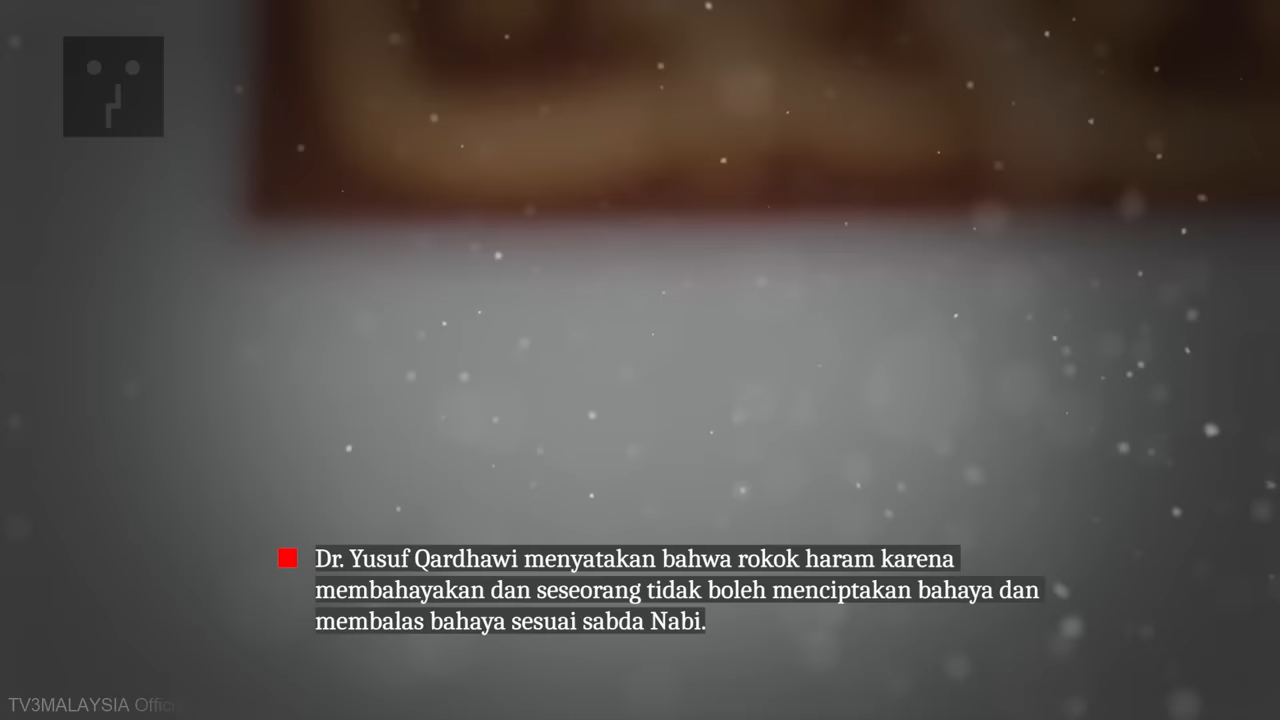 Dr. Yusuf Qardhawi menyatakan bahwa rokok haram karena
membahayakan dan seseorang tidak boleh menciptakan bahaya dan
membalas bahaya sesuai sabda Nabi.
TV3MALAYSIA Offici